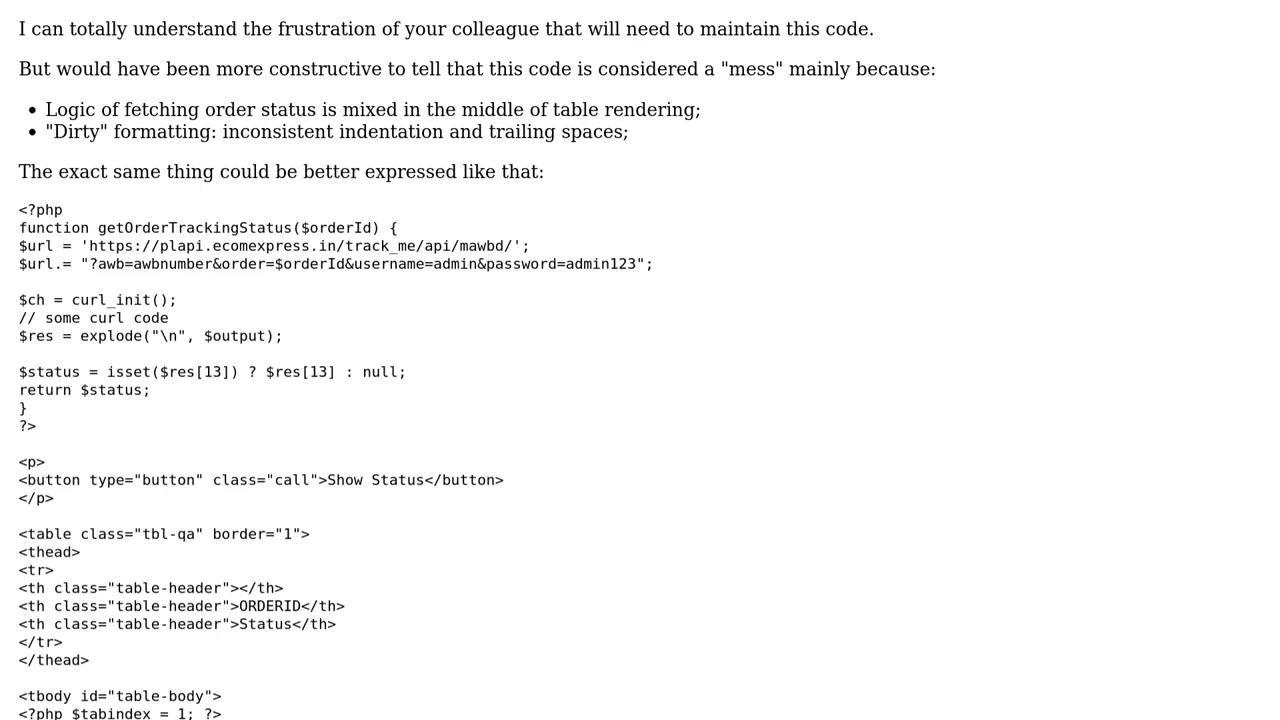 I can totally understand the frustration of your colleague that will need to maintain this code.
But would have been more constructive to tell that this code is considered a "mess" mainly because:
• Logic of fetching order status is mixed in the middle of table rendering;
• "Dirty" formatting: inconsistent indentation and trailing spaces;
The exact same thing could be better expressed like that:
<?php
function getOrderTrackingStatus($orderId) {
$url = 'https://plapi.ecomexpress.in/track_me/api/mawbd/';
$url.= "?awb=awbnumber&order=$orderId&username=admin&password=admin123";
$ch = curl_init();
// some curl code
$res = explode("\n", $output);
$status = isset($res[13]) ? $res[13] : null;
return $status;
}
?>
<p>
<button type="button" class="call">Show Status</button>
</p>
<table class="tbl-qa" border="1">
<thead>
<tr>
<th class="table-header"></th>
<th class="table-header">ORDERID</th>
<th class="table-header">Status</th>
</tr>
</thead>
<tbody id="table-body">
<?php $tabindex = 1; ?>